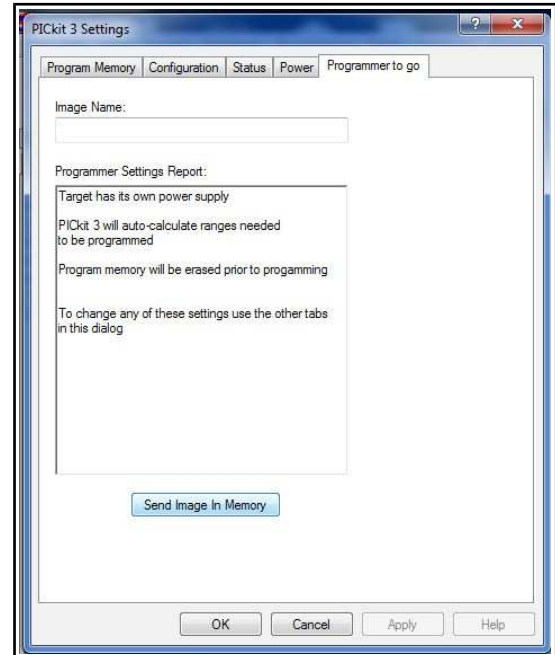 PICkit 3 Settings
?
X
Program Memory
Configuration
Status
Power
Programmer to go
Image Name:
Programmer Settings Report:
Target has its own power supply
PICkit 3 will auto-calculate ranges needed
to be programmed
Program memory will be erased prior to progamming
To change any of these settings use the other tabs
in this dialog
Send Image In Memory
OK
Cancel
Apply
Help